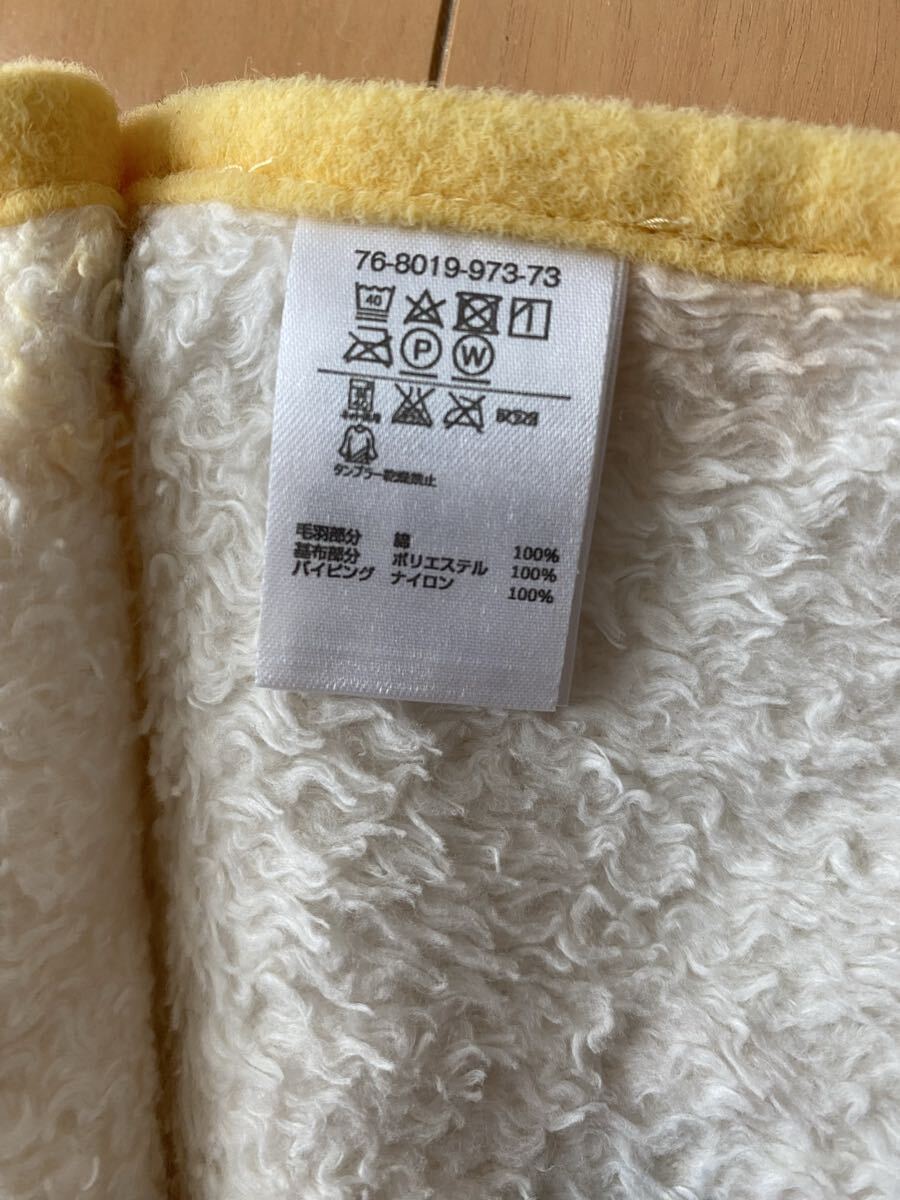 76-8019-973-73
40
P W
タンブラー乾燥禁止
毛羽部分 綿 100%
基布部分 ポリエステル 100%
パイピング ナイロン 100%